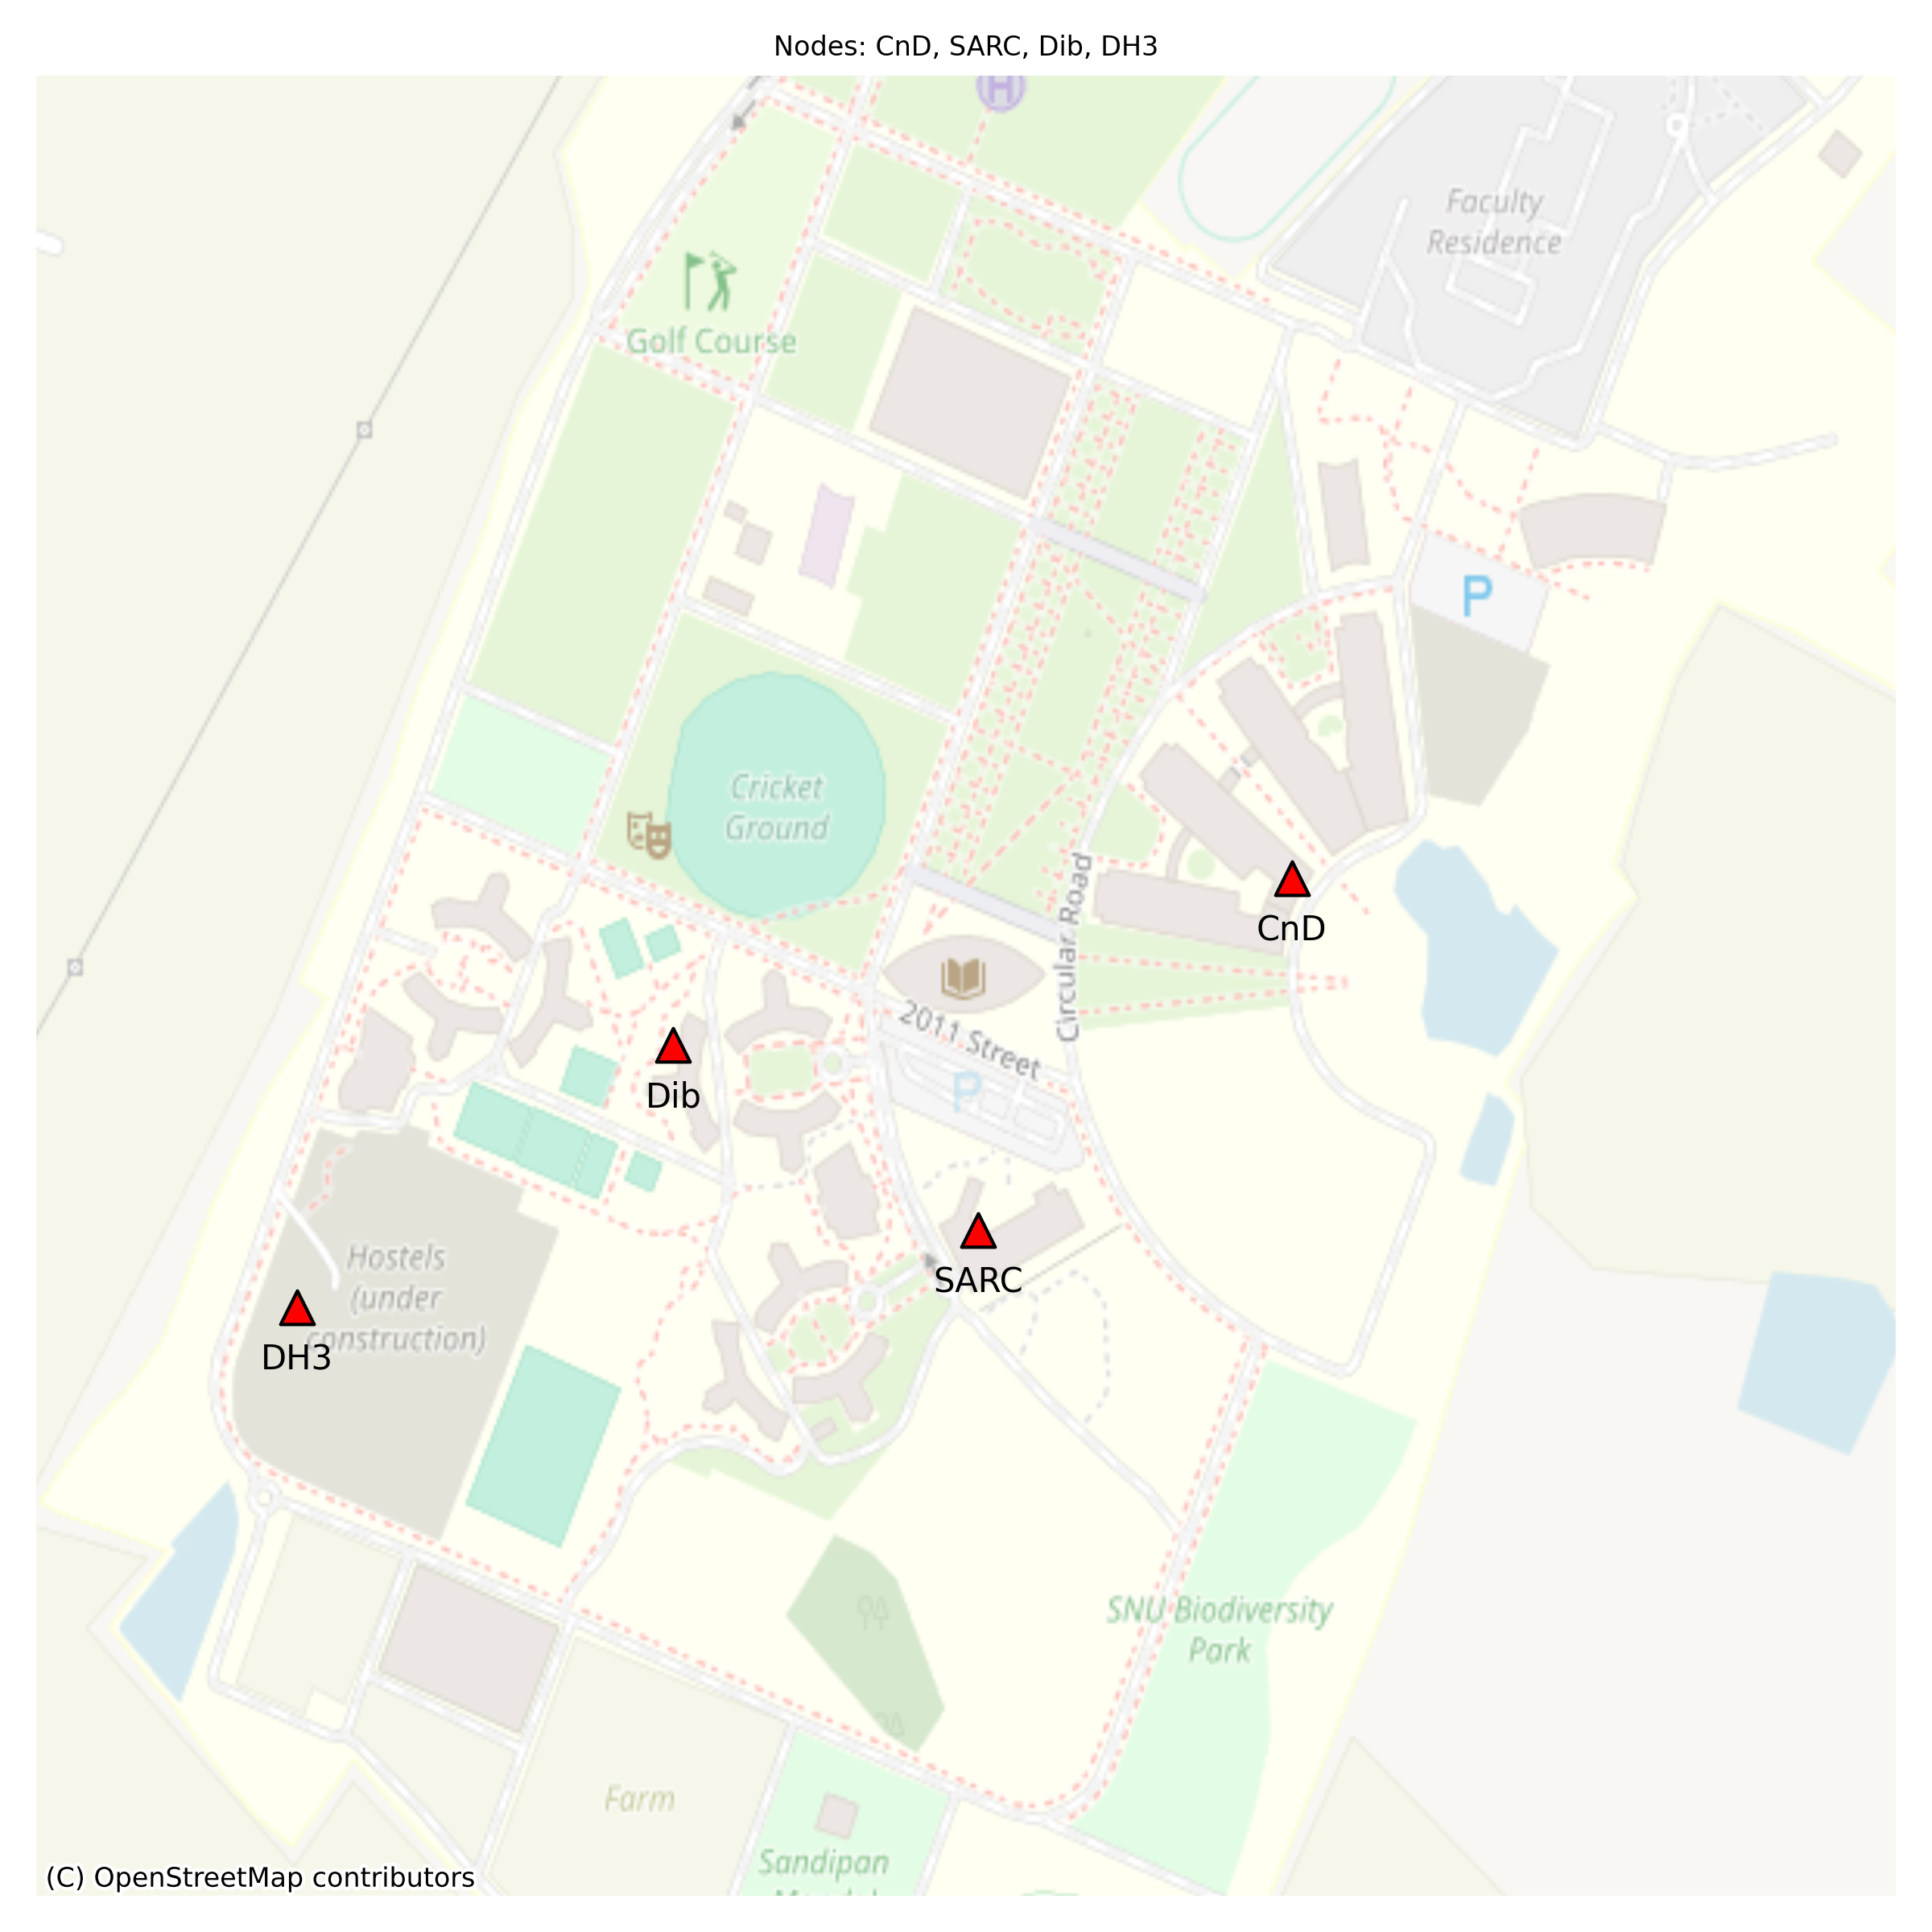 Nodes: CnD, SARC, Dib, DH3
H
Faculty
Residence
Golf Course
P
Cricket
Ground
Circular Road
CnD
2011 Street
P
Dib
SARC
Hostels
(under
construction)
DH3
SNU Biodiversity
Park
Farm
Sandipan
(C) OpenStreetMap contributors